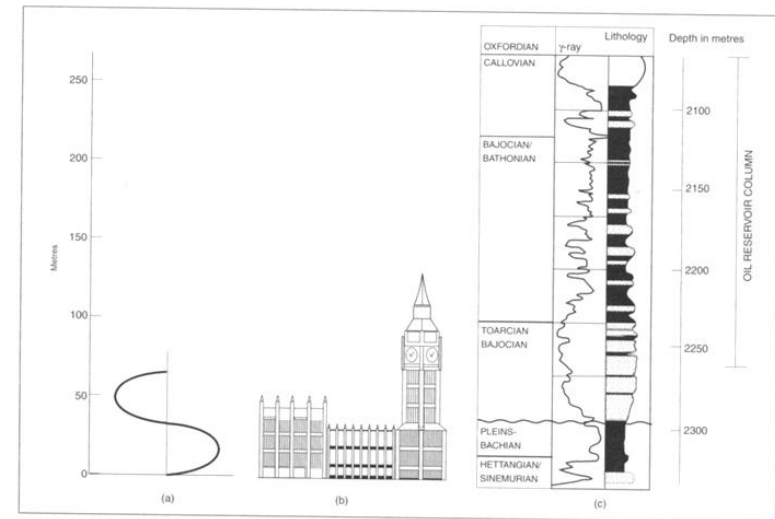 250
200
150
100
50
0
Metres
(a)
(b)
OXFORDIAN
γ-ray
Lithology
Depth in metres
CALLOVIAN
BAJOCIAN/
BATHONIAN
TOARCIAN
BAJOCIAN
PLEINS-
BACHIAN
HETTANGIAN/
SINEMURIAN
(c)
2100
2150
2200
2250
2300
OIL RESERVOIR COLUMN